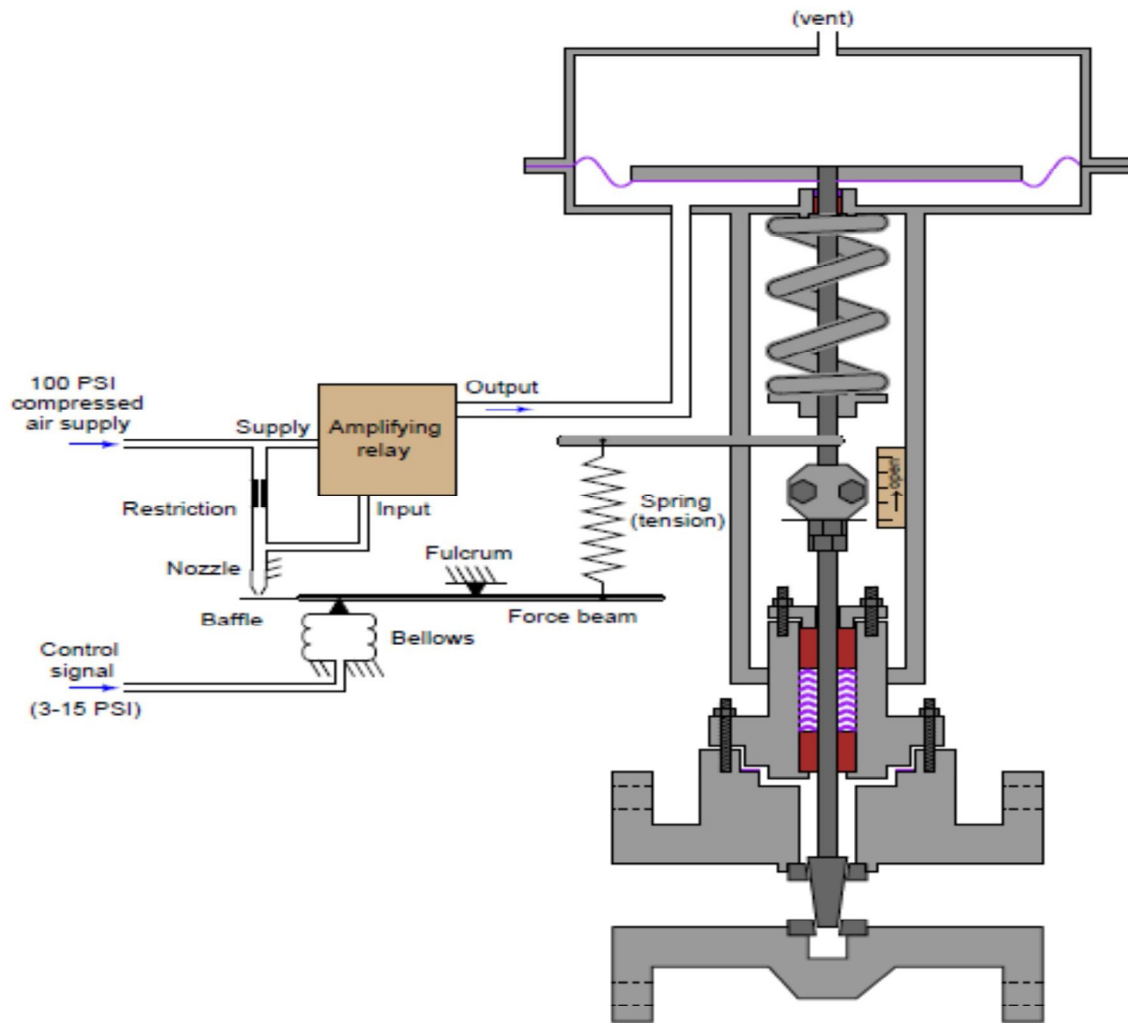 (vent)
100 PSI
compressed
air supply
Supply
Amplifying
relay
Output
Restriction
Input
Nozzle
Fulcrum
Spring
(tension)
open
Baffle
Bellows
Force beam
Control
signal
(3-15 PSI)